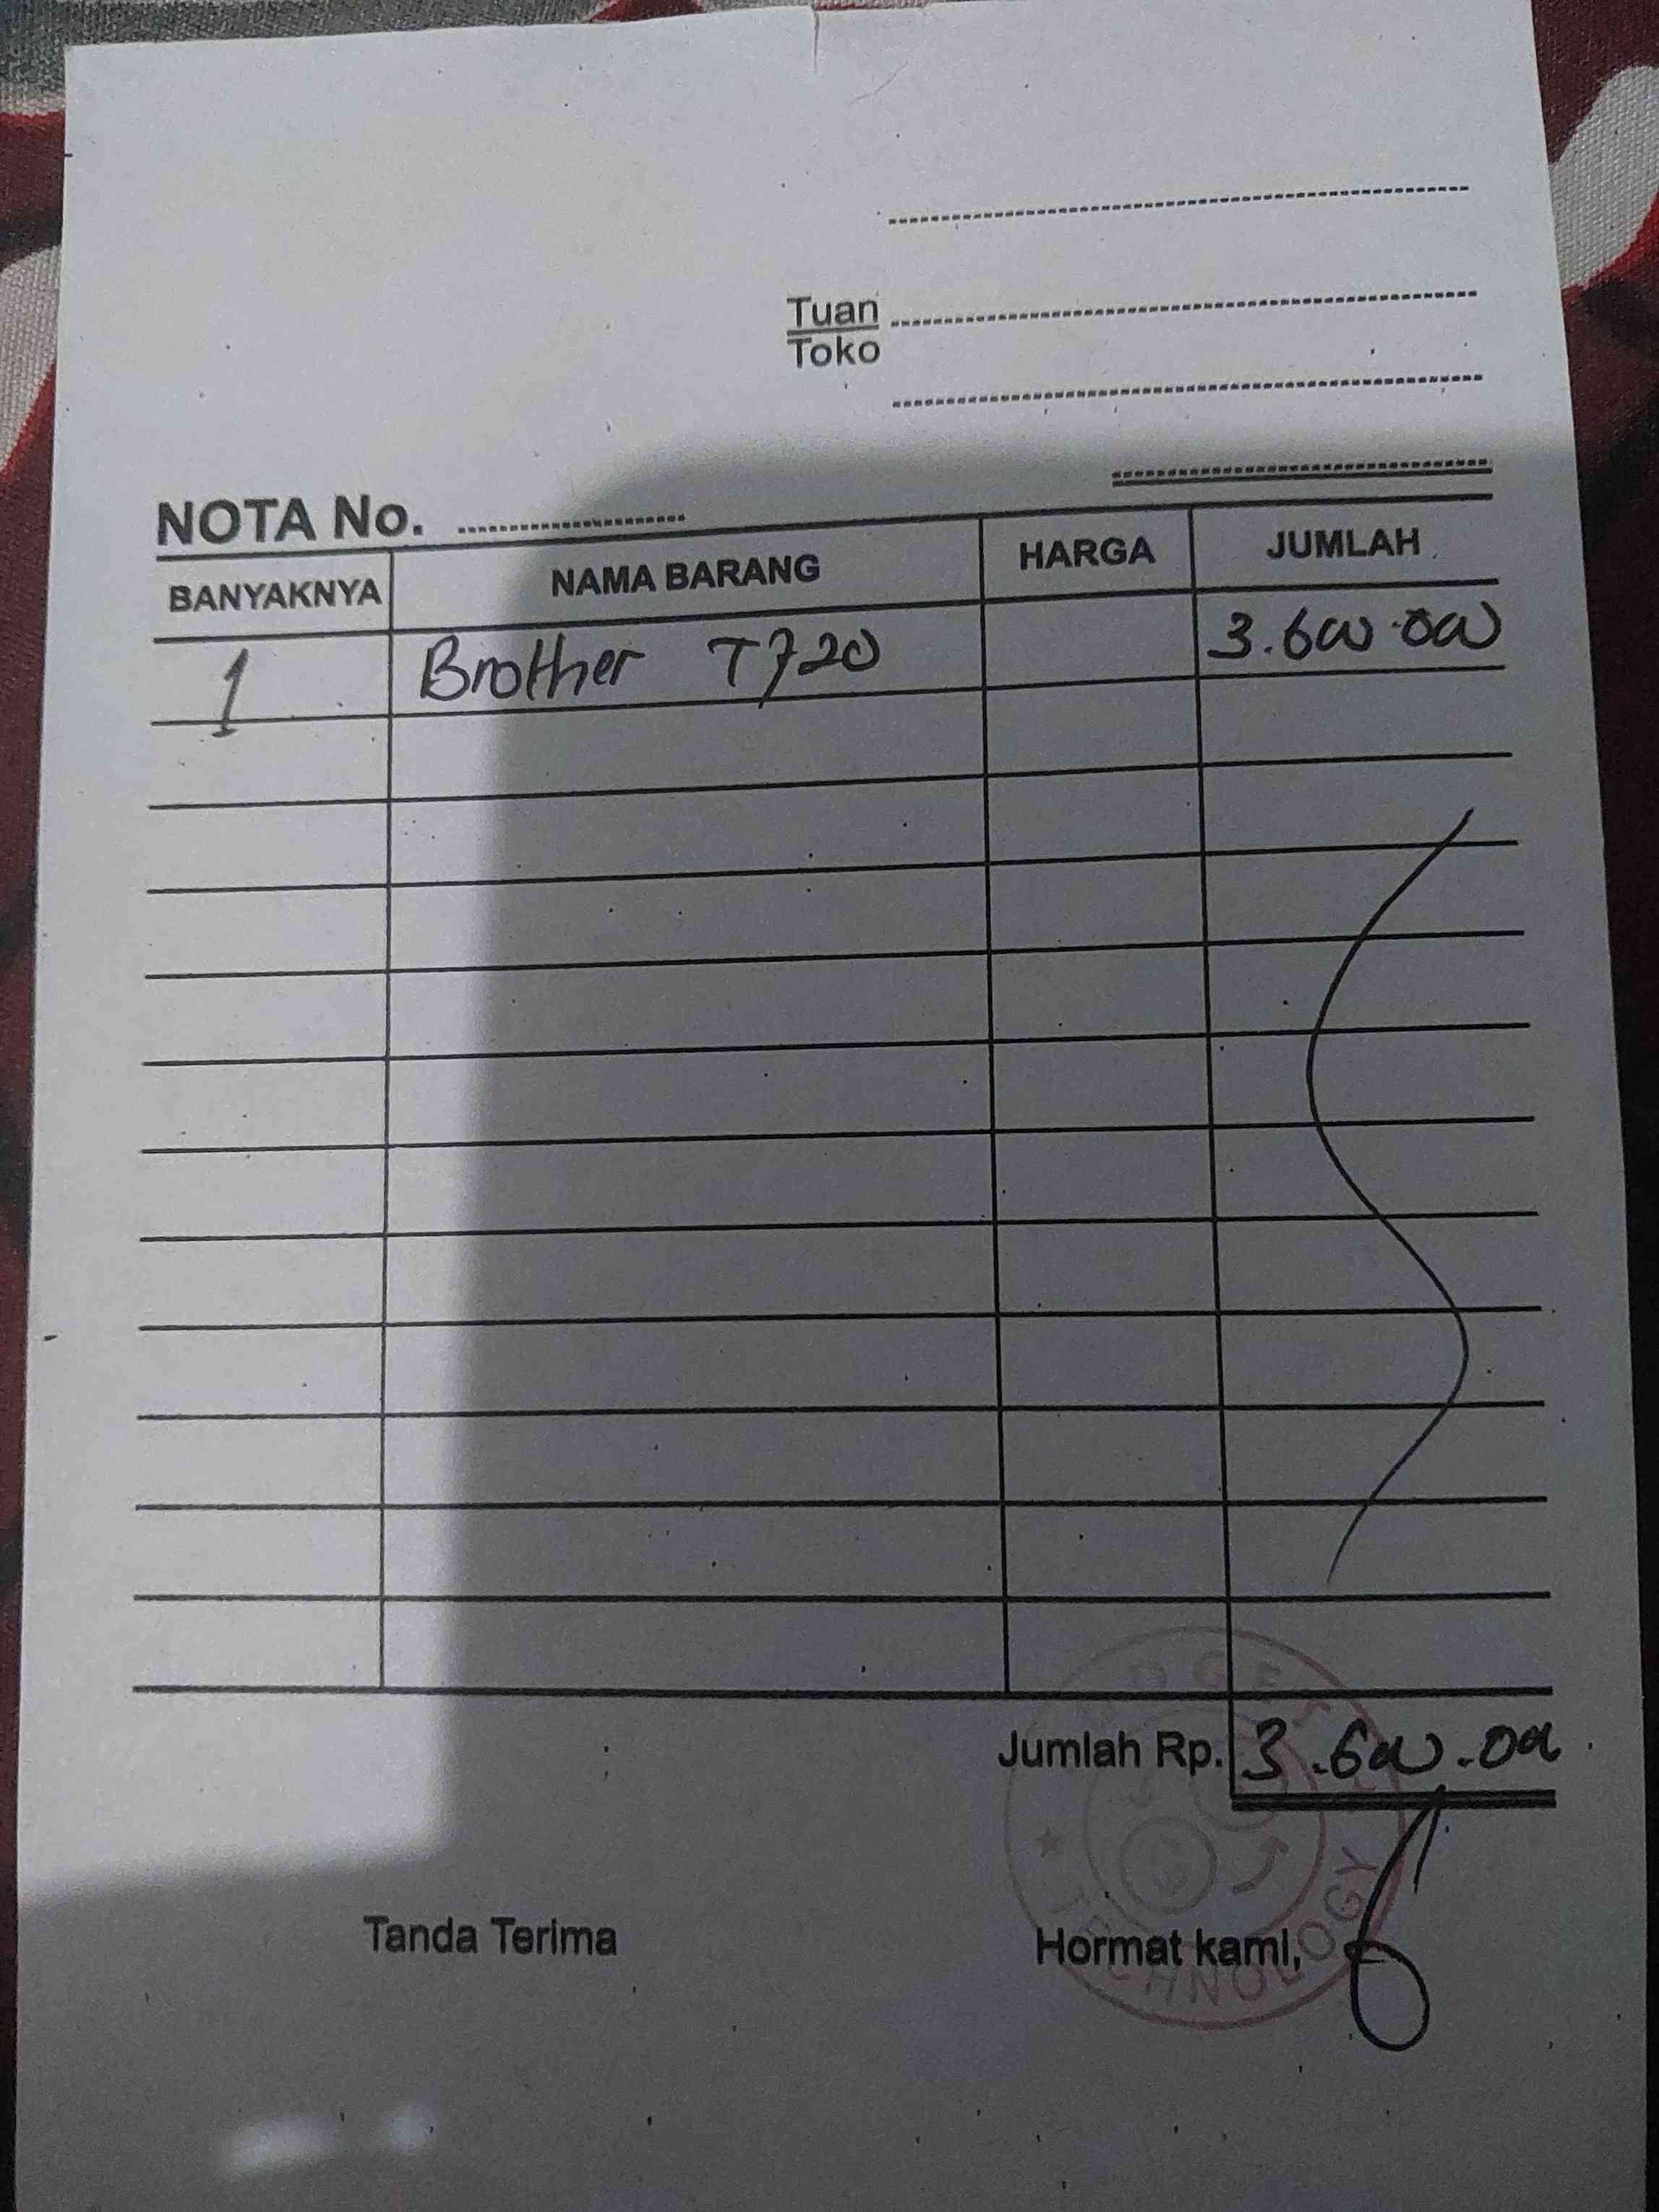 Tuan
Toko
NOTA No.
BANYAKNYA NAMA BARANG HARGA JUMLAH
1 Brother T720 3.600.000
Jumlah Rp. 3.600.000
Tanda Terima Hormat kami,
TECHNOLOGY